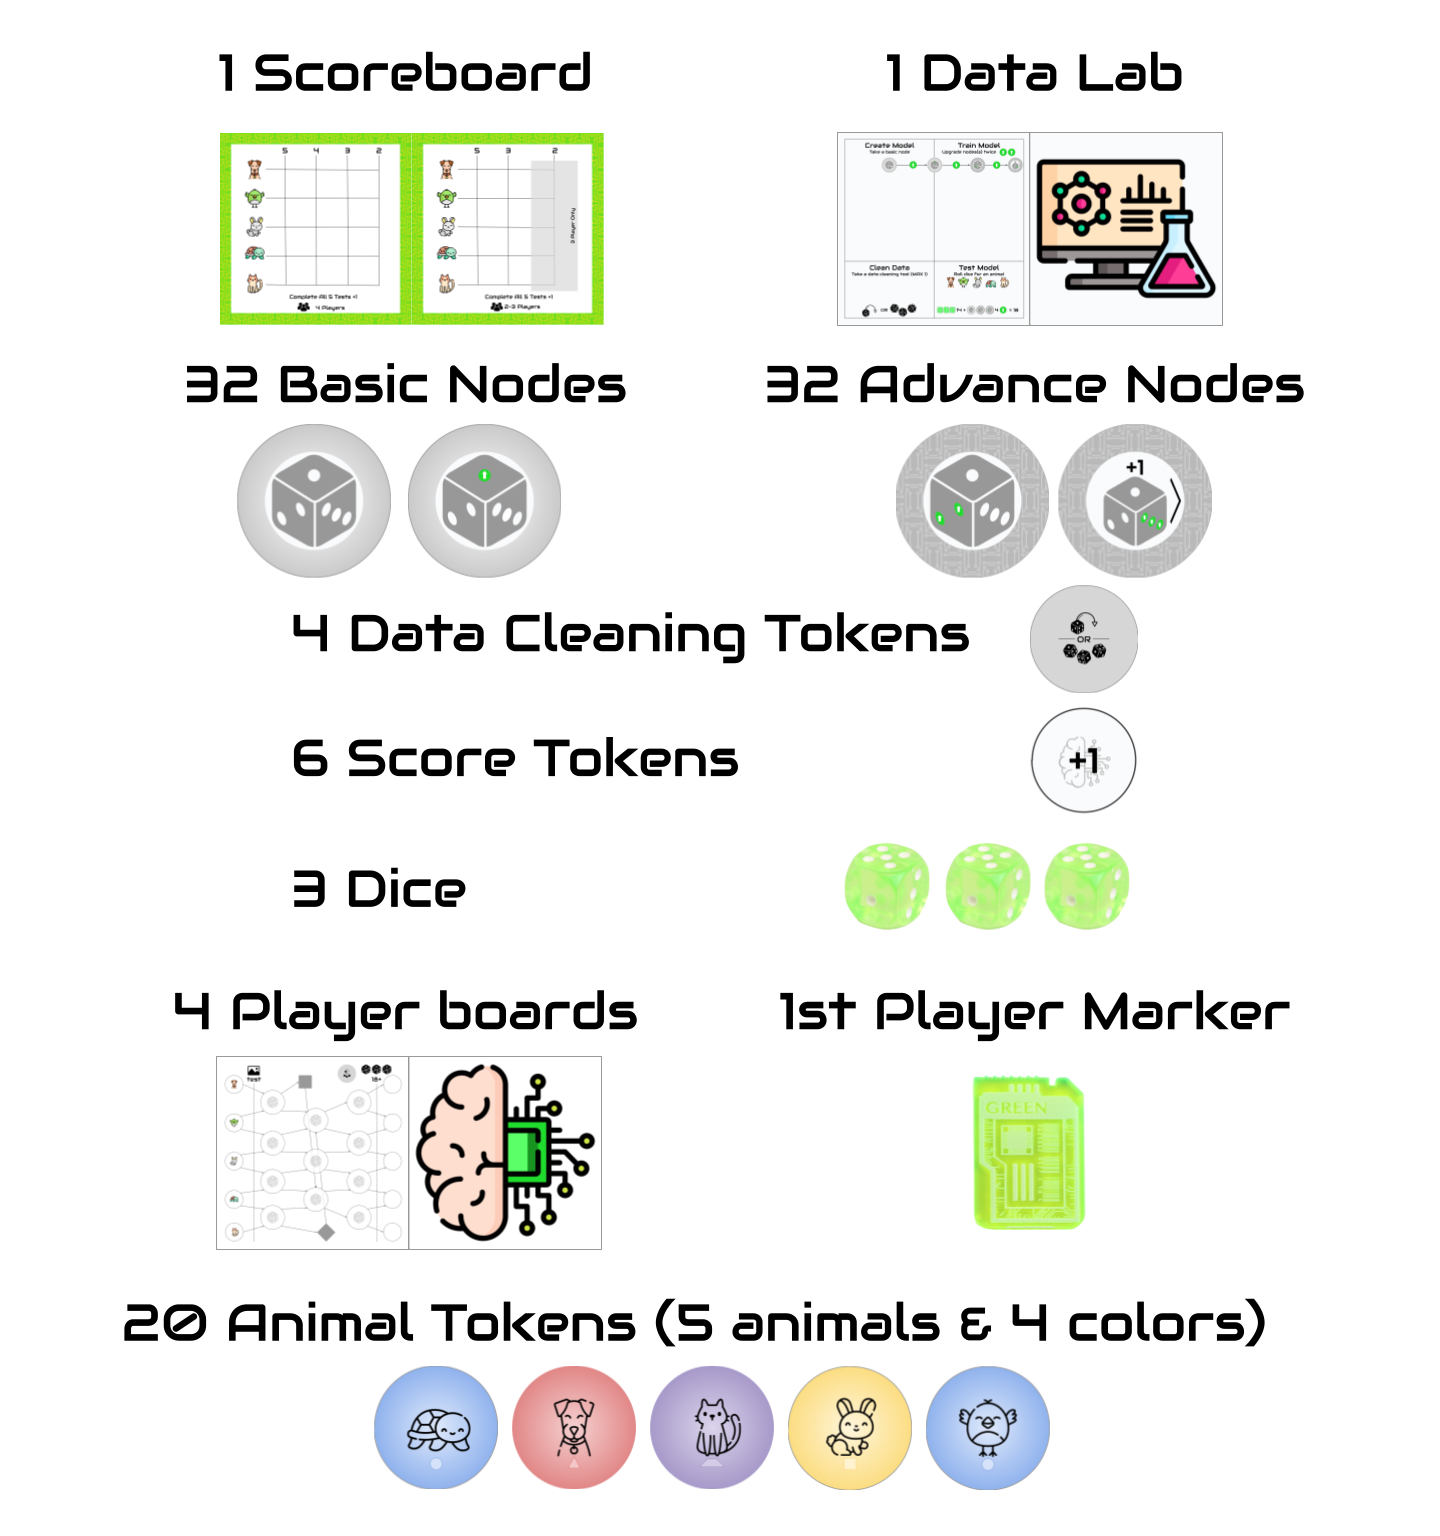 1 Scoreboard
1 Data Lab
5 4 3 2
Complete All 5 Tests +1
4 Players
5 3 2
3 Player Only
Complete All 5 Tests +1
2-3 Players
Create Model
Take a basic node
Train Model
Upgrade node(s) twice
Clean Data
Take a data cleaning tool (MAX 1)
OR
Test Model
Roll dice for an animal
32 Basic Nodes
32 Advance Nodes
+1
4 Data Cleaning Tokens
OR
6 Score Tokens
+1
3 Dice
4 Player boards
1st Player Marker
TEST
18+
GREEN
20 Animal Tokens (5 animals & 4 colors)